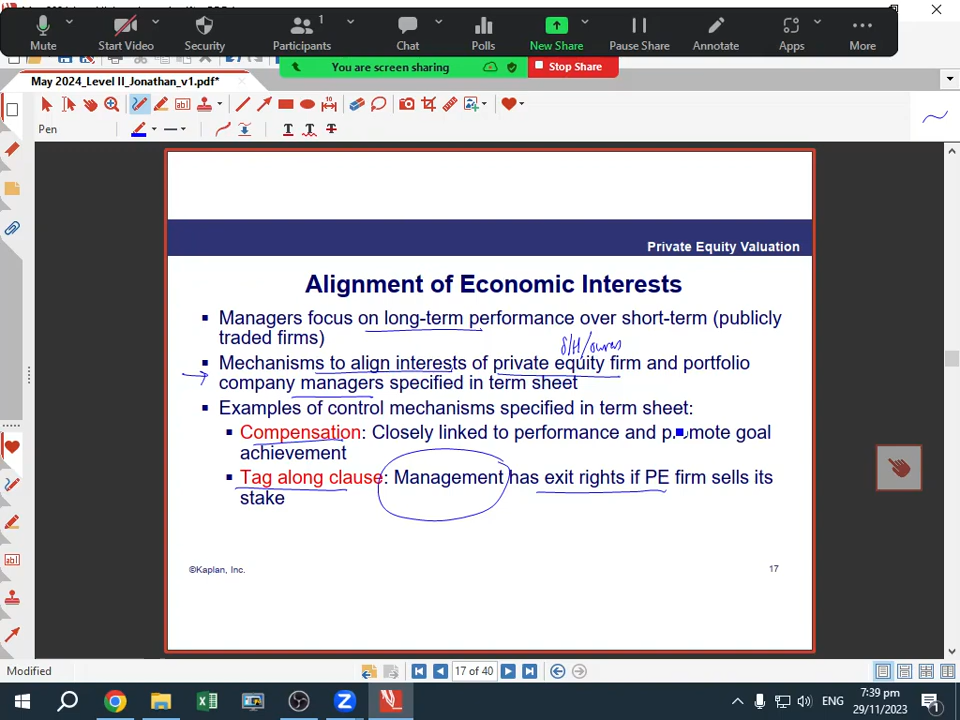 Mute
Start Video
Security
1
Participants
Chat
Polls
New Share
Pause Share
Annotate
Apps
More
You are screen sharing
Stop Share
May 2024_Level II_Jonathan_v1.pdf*
Pen
Private Equity Valuation
Alignment of Economic Interests
Managers focus on long-term performance over short-term (publicly
traded firms)
S/H/owners
Mechanisms to align interests of private equity firm and portfolio
company managers specified in term sheet
Examples of control mechanisms specified in term sheet:
Compensation: Closely linked to performance and promote goal
achievement
Tag along clause: Management has exit rights if PE firm sells its
stake
©Kaplan, Inc.
17
Modified
17 of 40
ENG
7:39 pm
29/11/2023
1